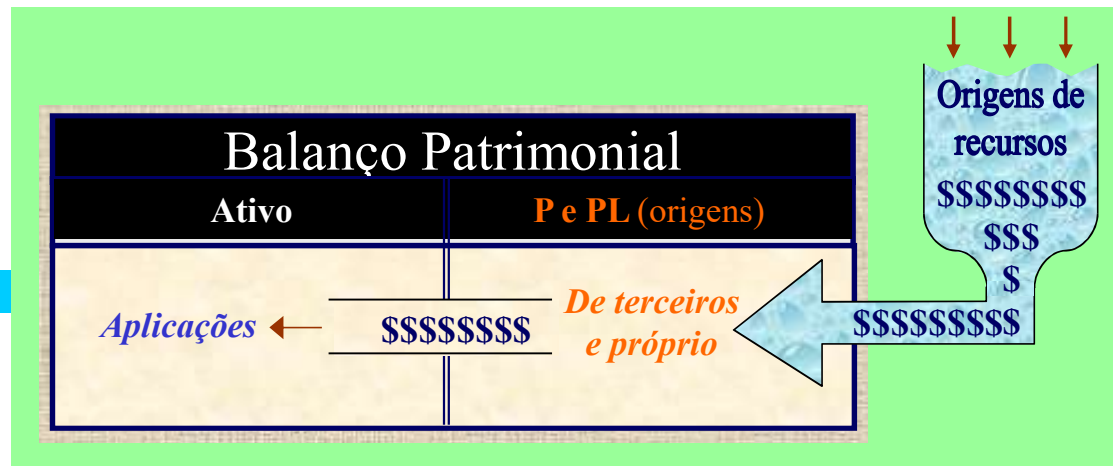 Balanço Patrimonial
Ativo
P e PL (origens)
Aplicações
$$$$$$$$
De terceiros
e próprio
Origens de
recursos
$$$$$$$$
$$$
$
$$$$$$$$$